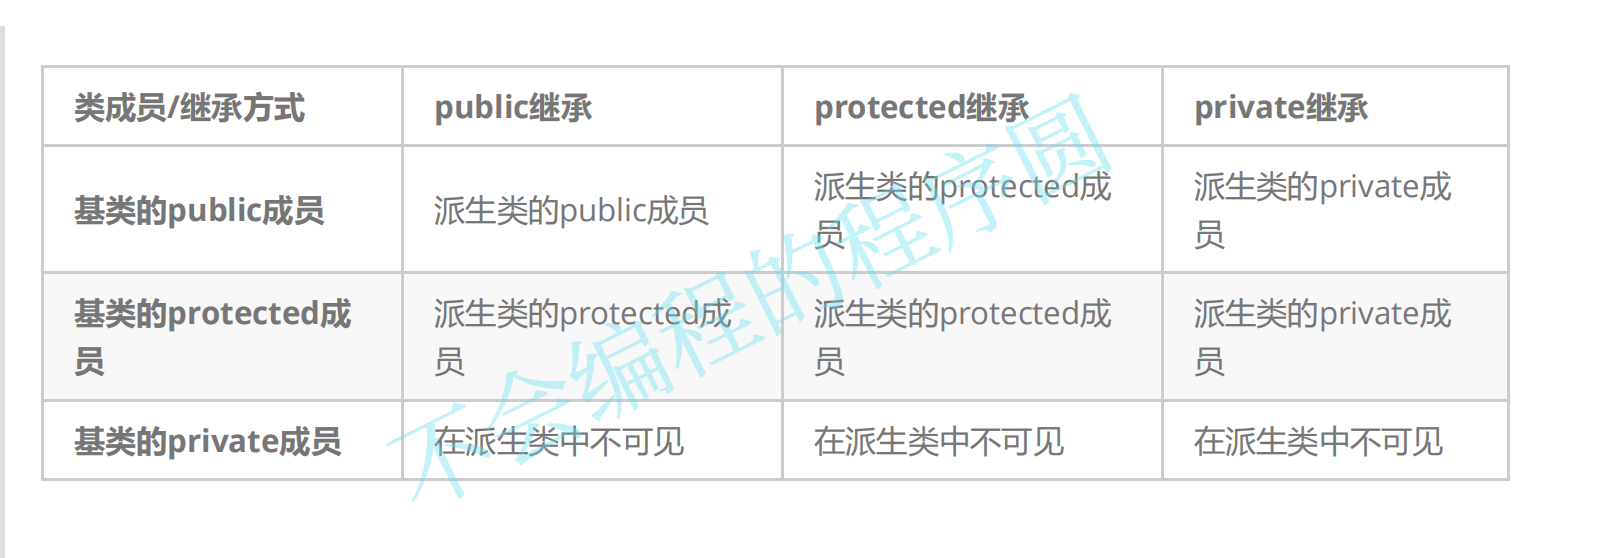 类成员/继承方式 public继承 protected继承 private继承
基类的public成员 派生类的public成员 派生类的protected成 派生类的private成
员 员
基类的protected成 派生类的protected成 派生类的protected成 派生类的private成
员 员 员 员
基类的private成员 在派生类中不可见 在派生类中不可见 在派生类中不可见
不会编程的程序圆